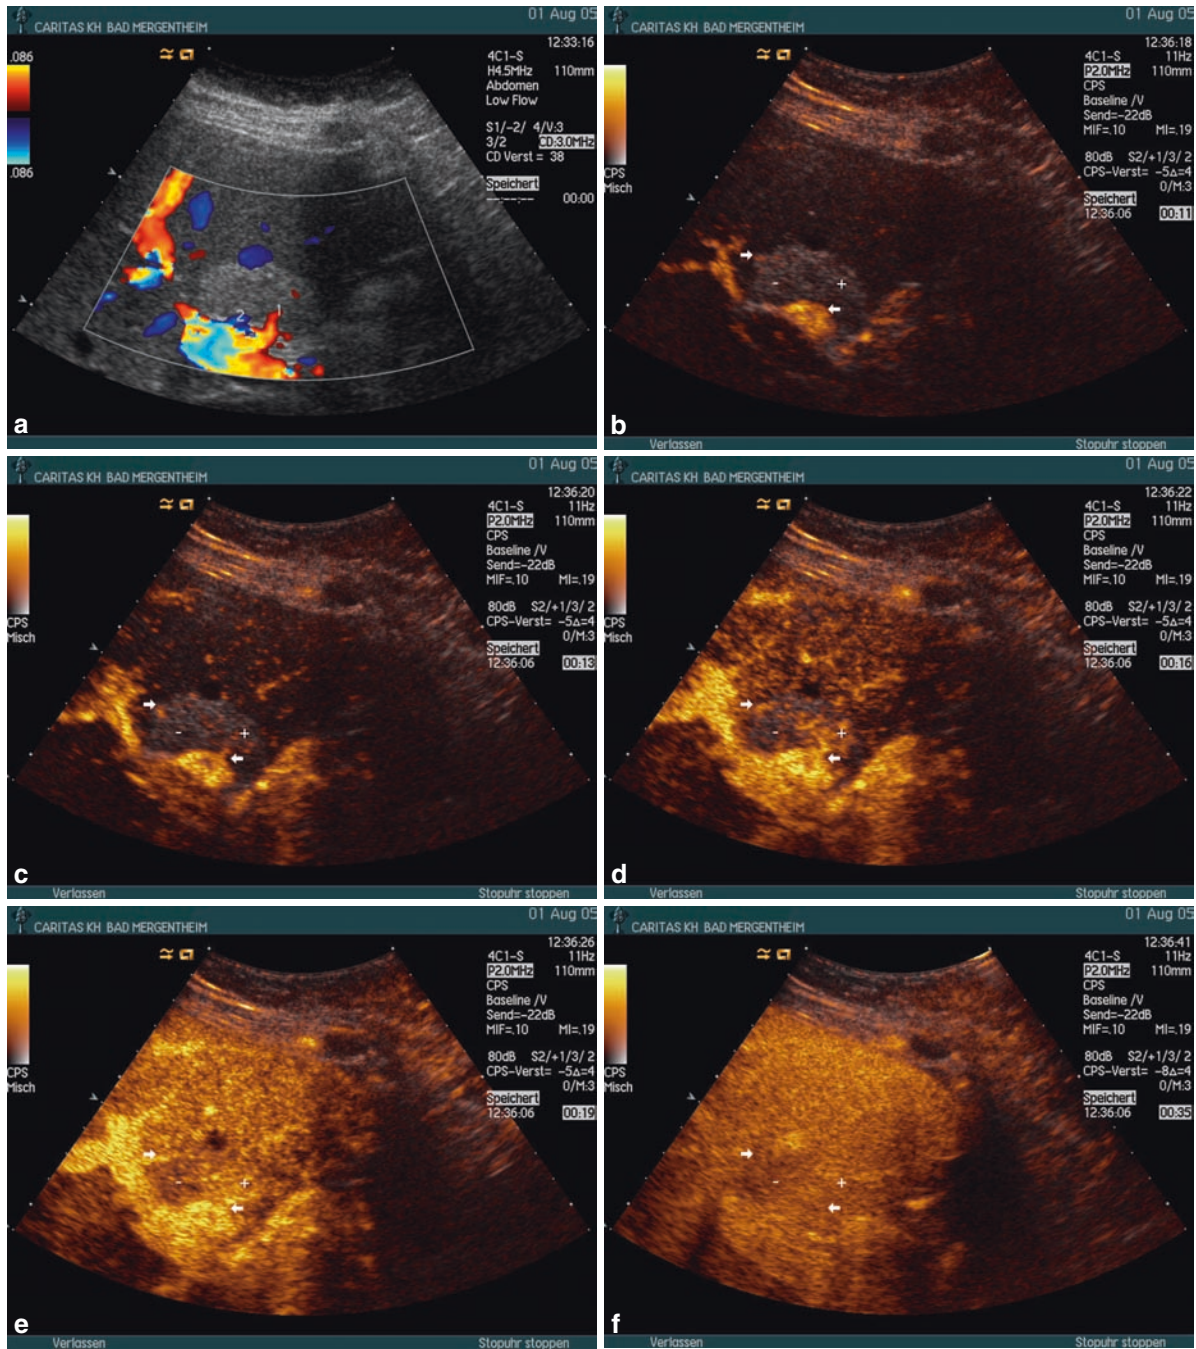 01 Aug 05
CARITAS KH BAD MERGENTHEIM
12:33:16
.086
.086
4C1-S
H4.5MHz 110mm
Abdomen
Low Flow
S1/-2/ 4/V:3
3/2 CD:3.0MHz
CD Verst = 38
Speichert
--:--:-- 00:00
2
1
a
01 Aug 05
CARITAS KH BAD MERGENTHEIM
12:36:18
4C1-S 11Hz
P2.0MHz 110mm
CPS
Baseline /V
Send=-22dB
MIF=.10 MI=.19
80dB S2/+1/3/ 2
CPS-Verst= -5Δ=4
0/M:3
Speichert
12:36:06 00:11
CPS
Misch
- +
b
Verlassen Stopuhr stoppen
01 Aug 05
CARITAS KH BAD MERGENTHEIM
12:36:20
4C1-S 11Hz
P2.0MHz 110mm
CPS
Baseline /V
Send=-22dB
MIF=.10 MI=.19
80dB S2/+1/3/ 2
CPS-Verst= -5Δ=4
0/M:3
Speichert
12:36:06 00:13
CPS
Misch
- +
c
Verlassen Stopuhr stoppen
01 Aug 05
CARITAS KH BAD MERGENTHEIM
12:36:22
4C1-S 11Hz
P2.0MHz 110mm
CPS
Baseline /V
Send=-22dB
MIF=.10 MI=.19
80dB S2/+1/3/ 2
CPS-Verst= -5Δ=4
0/M:3
Speichert
12:36:06 00:16
CPS
Misch
- +
d
Verlassen Stopuhr stoppen
01 Aug 05
CARITAS KH BAD MERGENTHEIM
12:36:26
4C1-S 11Hz
P2.0MHz 110mm
CPS
Baseline /V
Send=-22dB
MIF=.10 MI=.19
80dB S2/+1/3/ 2
CPS-Verst= -5Δ=4
0/M:3
Speichert
12:36:06 00:19
CPS
Misch
- +
e
Verlassen Stopuhr stoppen
01 Aug 05
CARITAS KH BAD MERGENTHEIM
12:36:41
4C1-S 11Hz
P2.0MHz 110mm
CPS
Baseline /V
Send=-22dB
MIF=.10 MI=.19
80dB S2/+1/3/ 2
CPS-Verst= -8Δ=4
0/M:3
Speichert
12:36:06 00:35
CPS
Misch
- +
f
Verlassen Stopuhr stoppen